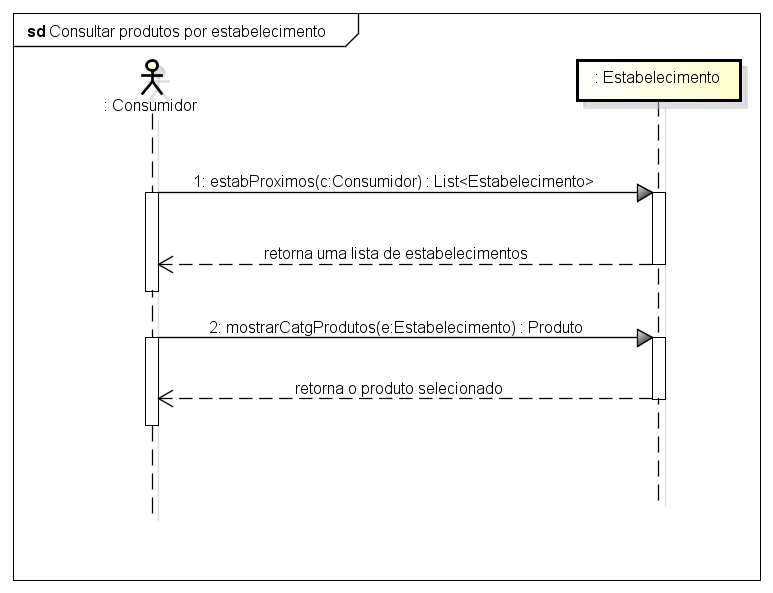 sd Consultar produtos por estabelecimento
: Consumidor
: Estabelecimento
1: estabProximos(c:Consumidor) : List<Estabelecimento>
retorna uma lista de estabelecimentos
2: mostrarCatgProdutos(e:Estabelecimento) : Produto
retorna o produto selecionado